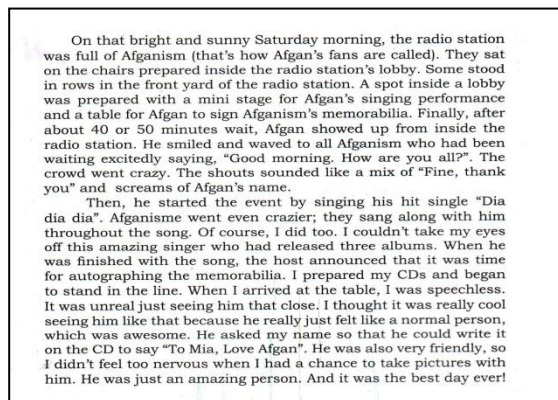 On that bright and sunny Saturday morning, the radio station
was full of Afganism (that's how Afgan's fans are called). They sat
on the chairs prepared inside the radio station's lobby. Some stood
in rows in the front yard of the radio station. A spot inside a lobby
was prepared with a mini stage for Afgan's singing performance
and a table for Afgan to sign Afganism's memorabilia. Finally, after
about 40 or 50 minutes wait, Afgan showed up from inside the
radio station. He smiled and waved to all Afganism who had been
waiting excitedly saying, "Good morning. How are you all?". The
crowd went crazy. The shouts sounded like a mix of "Fine, thank
you" and screams of Afgan's name.
Then, he started the event by singing his hit single "Dia
dia dia". Afganisme went even crazier; they sang along with him
throughout the song. Of course, I did too. I couldn't take my eyes
off this amazing singer who had released three albums. When he
was finished with the song, the host announced that it was time
for autographing the memorabilia. I prepared my CDs and began
to stand in the line. When I arrived at the table, I was speechless.
It was unreal just seeing him that close. I thought it was really cool
seeing him like that because he really just felt like a normal person,
which was awesome. He asked my name so that he could write it
on the CD to say "To Mia, Love Afgan". He was also very friendly, so
I didn't feel too nervous when I had a chance to take pictures with
him. He was just an amazing person. And it was the best day ever!